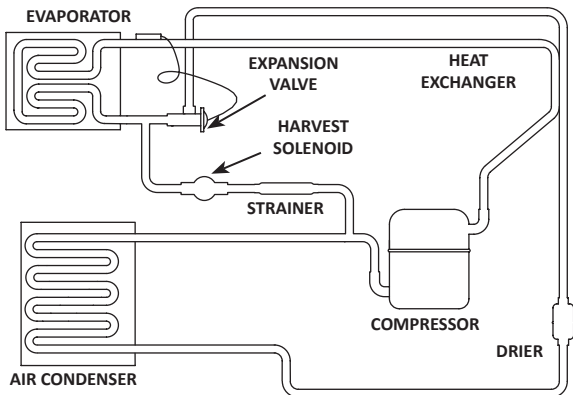 EVAPORATOR
EXPANSION
VALVE
HEAT
EXCHANGER
HARVEST
SOLENOID
STRAINER
COMPRESSOR
DRIER
AIR CONDENSER